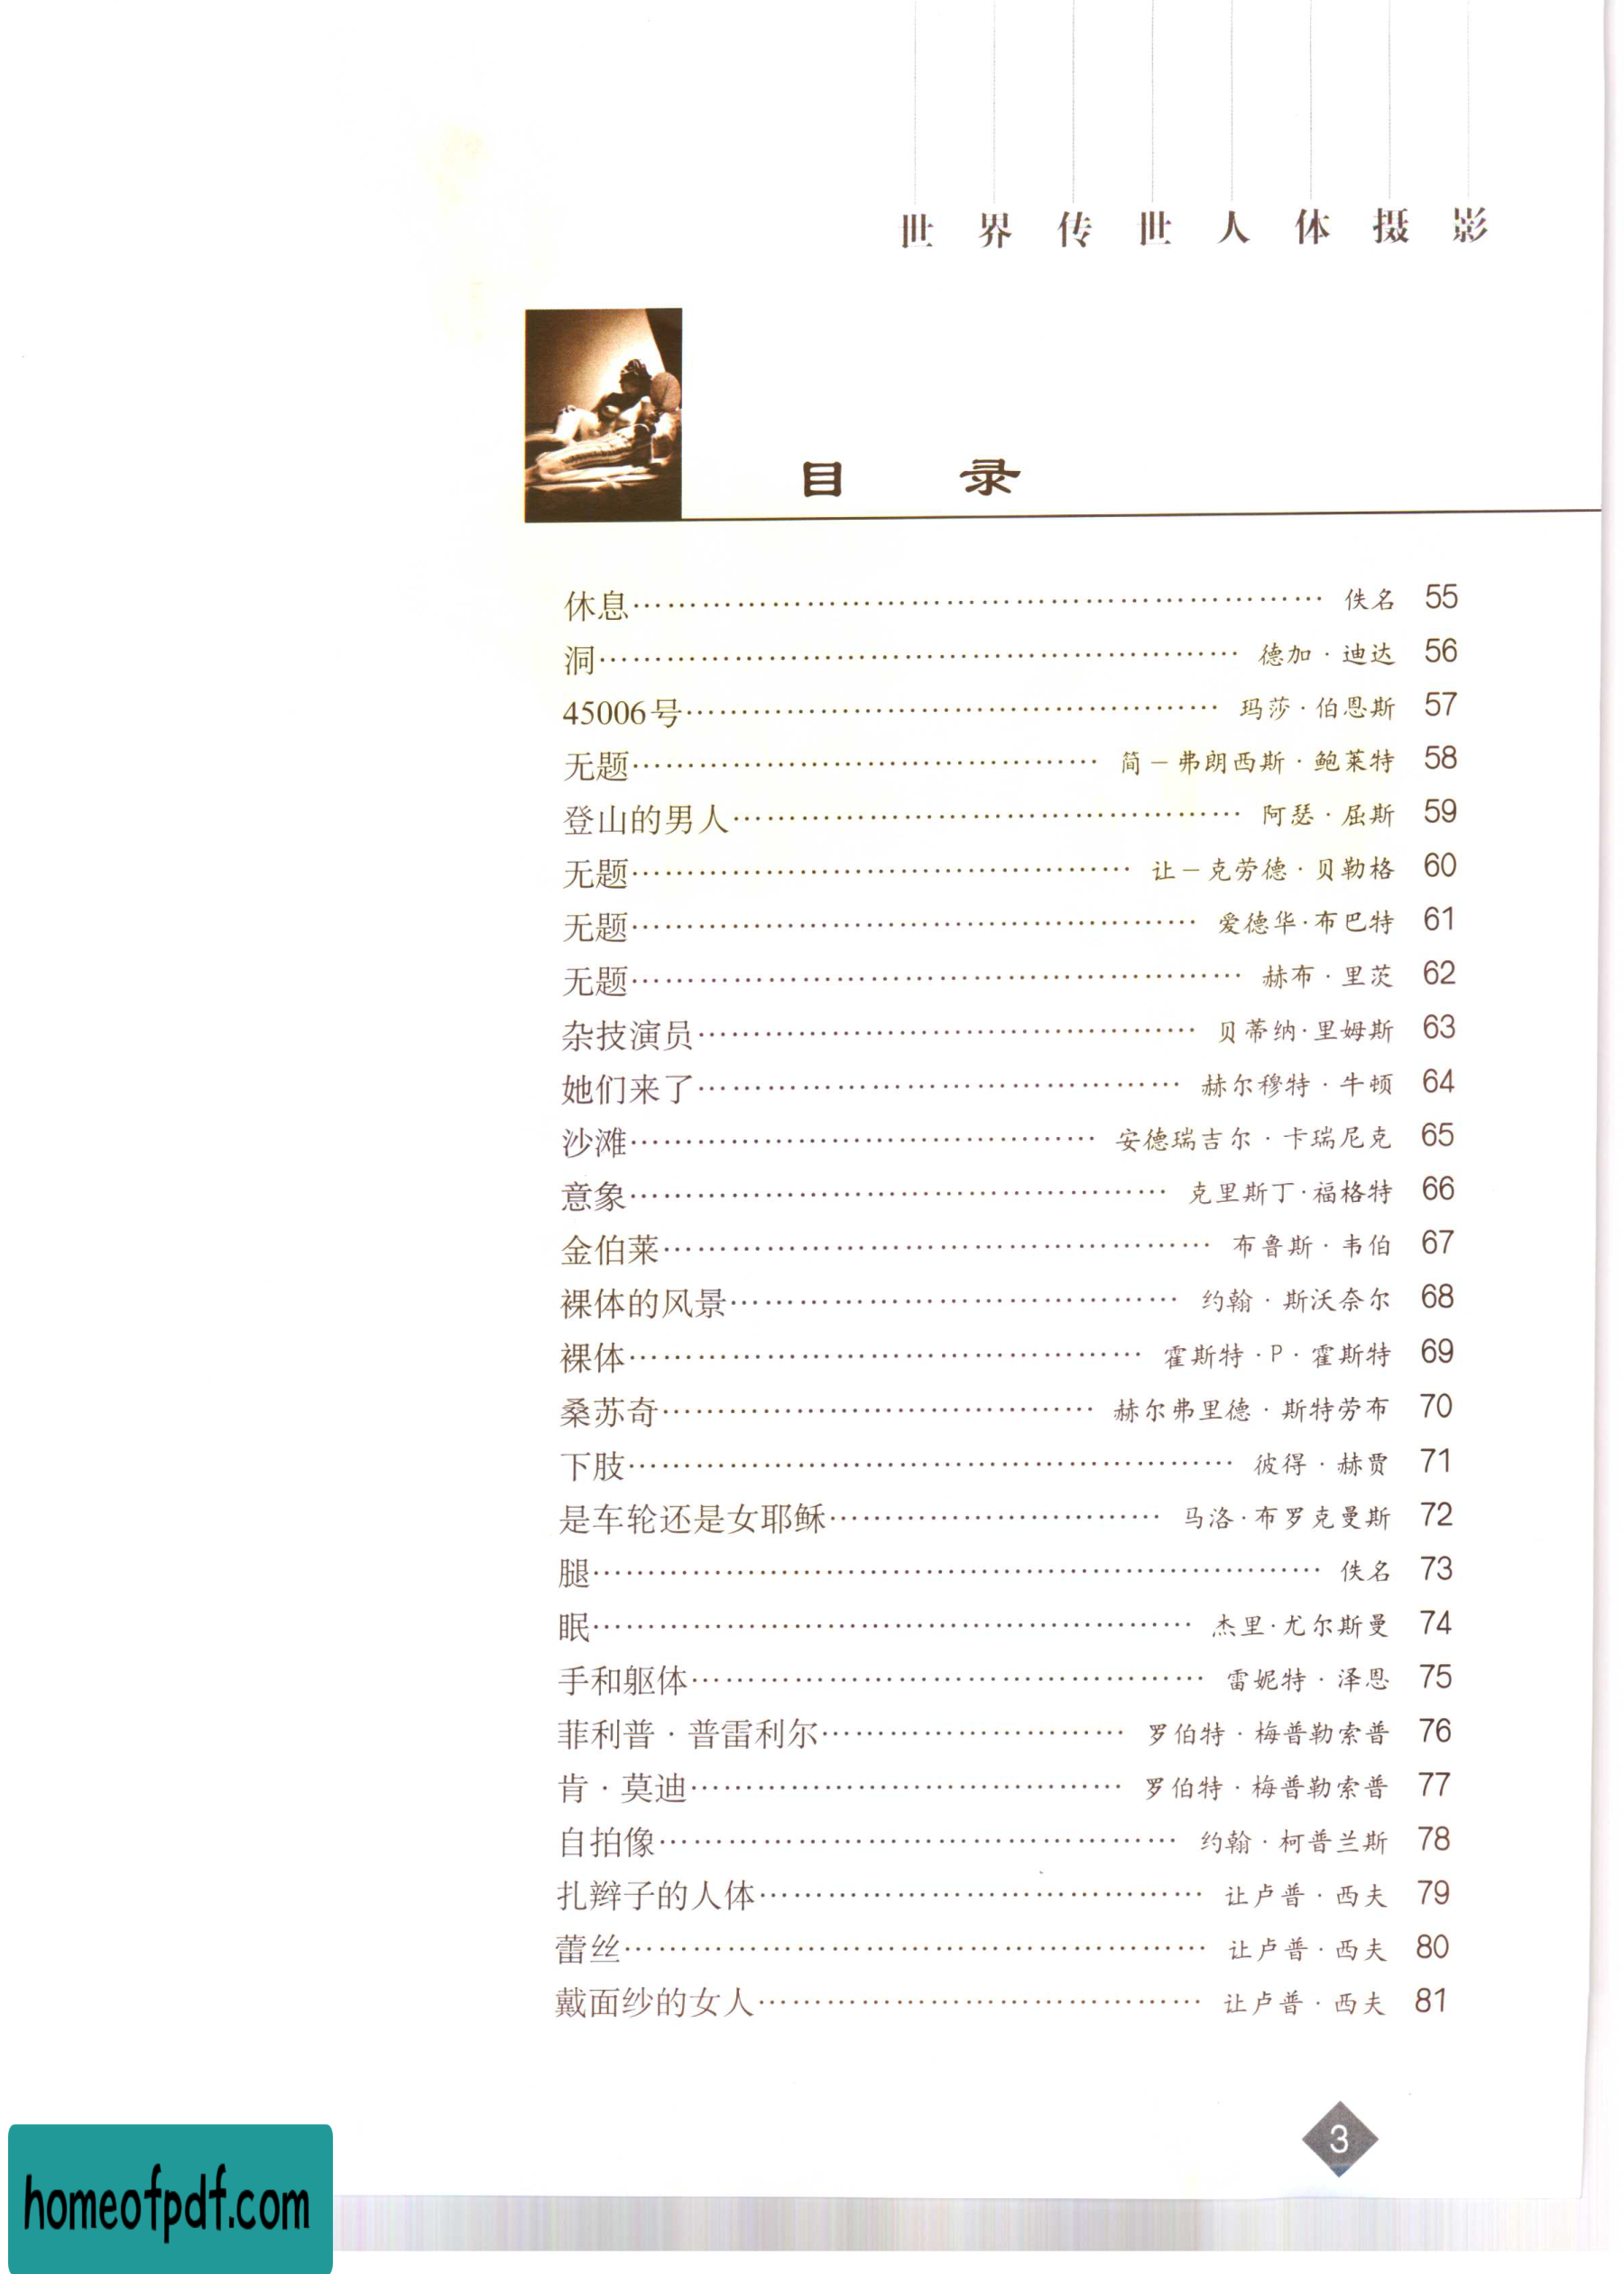 世界传世人体摄影
目录
休息…… 佚名 55
洞…… 德加·迪达 56
45006号…… 玛莎·伯恩斯 57
无题…… 简－弗朗西斯·鲍莱特 58
登山的男人…… 阿瑟·屈斯 59
无题…… 让－克劳德·贝勒格 60
无题…… 爱德华·布巴特 61
无题…… 赫布·里茨 62
杂技演员…… 贝蒂纳·里姆斯 63
她们来了…… 赫尔穆特·牛顿 64
沙滩…… 安德瑞吉尔·卡瑞尼克 65
意象…… 克里斯丁·福格特 66
金伯莱…… 布鲁斯·韦伯 67
裸体的风景…… 约翰·斯沃奈尔 68
裸体…… 霍斯特·P·霍斯特 69
桑苏奇…… 赫尔弗里德·斯特劳布 70
下肢…… 彼得·赫贾 71
是车轮还是女耶稣…… 马洛·布罗克曼斯 72
腿…… 佚名 73
眠…… 杰里·尤尔斯曼 74
手和躯体…… 雷妮特·泽恩 75
菲利普·普雷利尔…… 罗伯特·梅普勒索普 76
肯·莫迪…… 罗伯特·梅普勒索普 77
自拍像…… 约翰·柯普兰斯 78
扎辫子的人体…… 让卢普·西夫 79
蕾丝…… 让卢普·西夫 80
戴面纱的女人…… 让卢普·西夫 81
3
homeofpdf.com